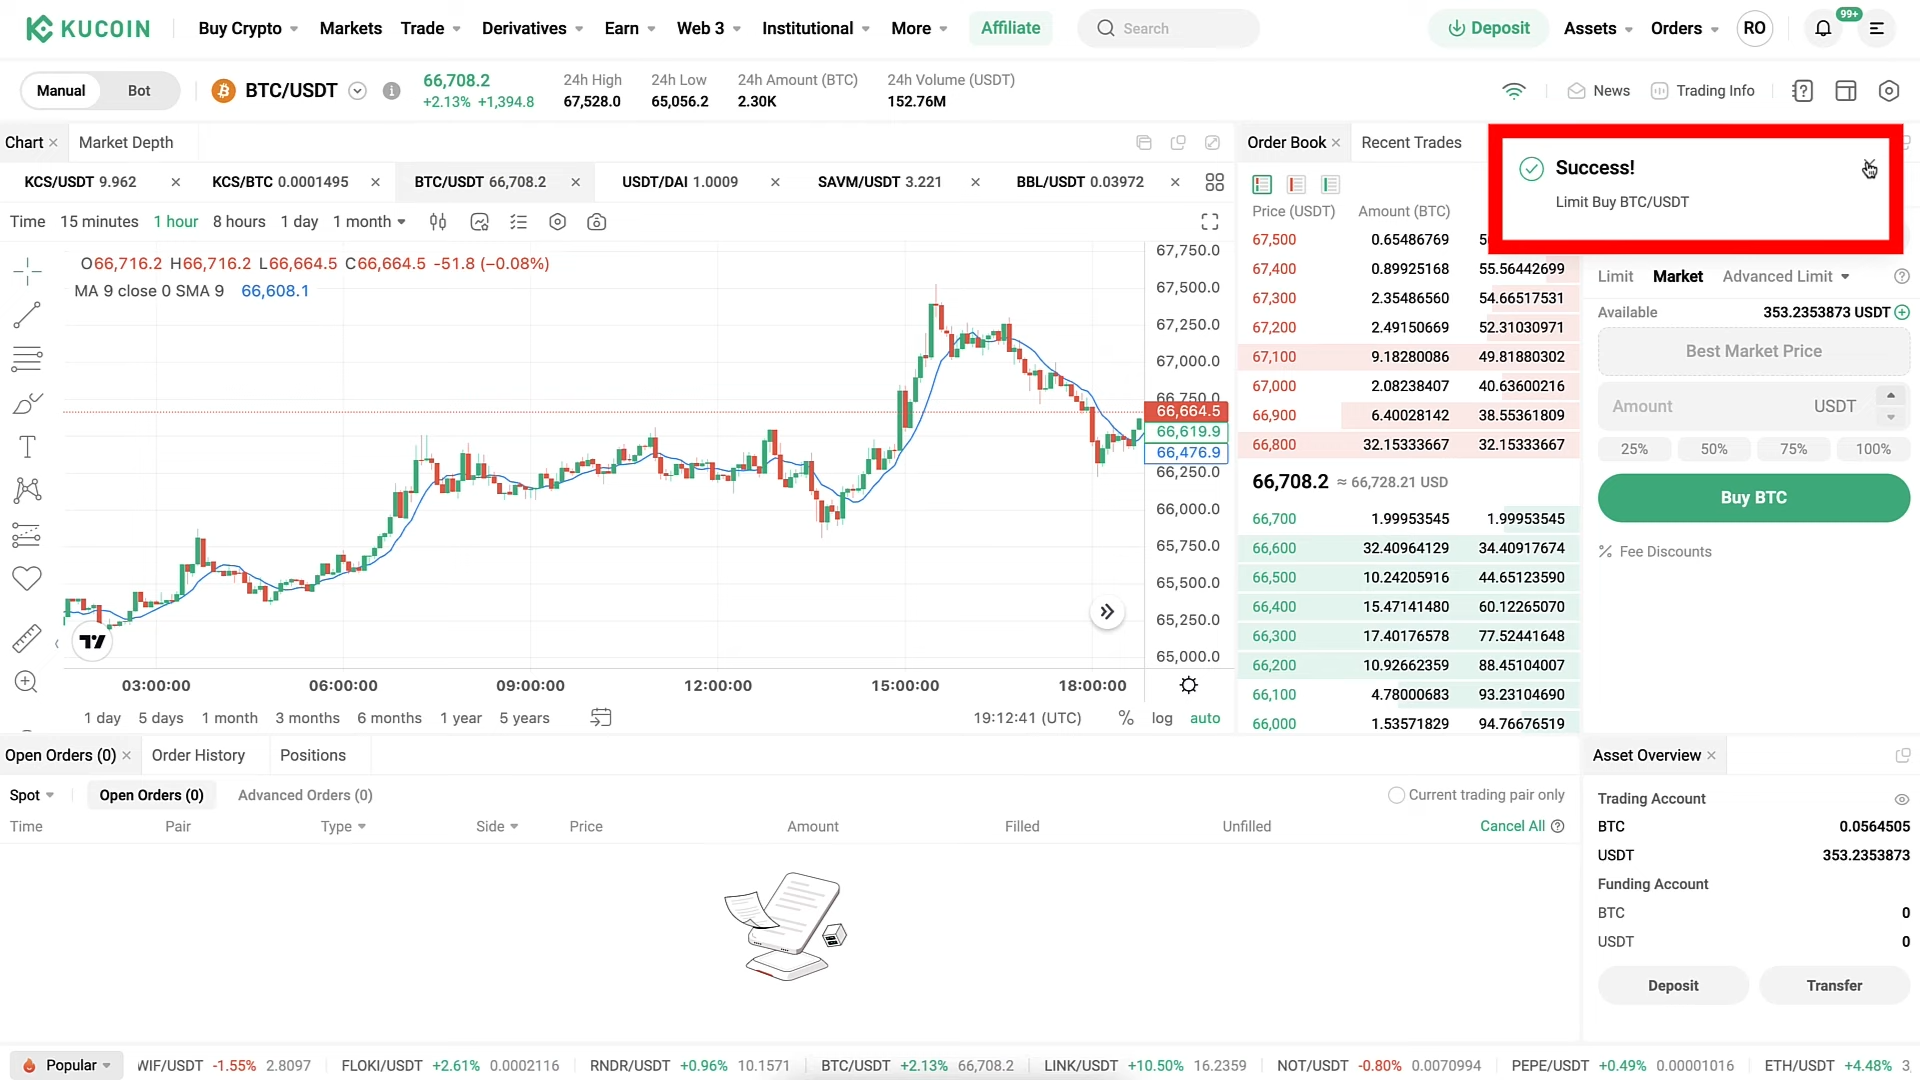 KUCOIN Buy Crypto Markets Trade Derivatives Earn Web 3 Institutional More Affiliate Search Deposit Assets Orders RO 99+
Manual Bot BTC/USDT 66,708.2 +2.13% +1,394.8 24h High 67,528.0 24h Low 65,056.2 24h Amount (BTC) 2.30K 24h Volume (USDT) 152.76M News Trading Info
Chart Market Depth
KCS/USDT 9.962 KCS/BTC 0.0001495 BTC/USDT 66,708.2 USDT/DAI 1.0009 SAVM/USDT 3.221 BBL/USDT 0.03972
Time 15 minutes 1 hour 8 hours 1 day 1 month
O66,716.2 H66,716.2 L66,664.5 C66,664.5 -51.8 (−0.08%)
MA 9 close 0 SMA 9 66,608.1
67,750.0
67,500.0
67,250.0
67,000.0
66,750.0
66,664.5
66,619.9
66,476.9
66,250.0
66,000.0
65,750.0
65,500.0
65,250.0
65,000.0
03:00:00 06:00:00 09:00:00 12:00:00 15:00:00 18:00:00
1 day 5 days 1 month 3 months 6 months 1 year 5 years 19:12:41 (UTC) % log auto
Order Book Recent Trades
Price (USDT) Amount (BTC)
67,500 0.65486769
67,400 0.89925168 55.56442699
67,300 2.35486560 54.66517531
67,200 2.49150669 52.31030971
67,100 9.18280086 49.81880302
67,000 2.08238407 40.63600216
66,900 6.40028142 38.55361809
66,800 32.15333667 32.15333667
66,708.2 ≈ 66,728.21 USD
66,700 1.99953545 1.99953545
66,600 32.40964129 34.40917674
66,500 10.24205916 44.65123590
66,400 15.47141480 60.12265070
66,300 17.40176578 77.52441648
66,200 10.92662359 88.45104007
66,100 4.78000683 93.23104690
66,000 1.53571829 94.76676519
Success!
Limit Buy BTC/USDT
Limit Market Advanced Limit
Available 353.2353873 USDT
Best Market Price
Amount USDT
25% 50% 75% 100%
Buy BTC
% Fee Discounts
Open Orders (0) Order History Positions
Spot Open Orders (0) Advanced Orders (0) Current trading pair only
Time Pair Type Side Price Amount Filled Unfilled Cancel All
Asset Overview
Trading Account
BTC 0.0564505
USDT 353.2353873
Funding Account
BTC 0
USDT 0
Deposit Transfer
Popular WIF/USDT -1.55% 2.8097 FLOKI/USDT +2.61% 0.0002116 RNDR/USDT +0.96% 10.1571 BTC/USDT +2.13% 66,708.2 LINK/USDT +10.50% 16.2359 NOT/USDT -0.80% 0.0070994 PEPE/USDT +0.49% 0.00001016 ETH/USDT +4.48%